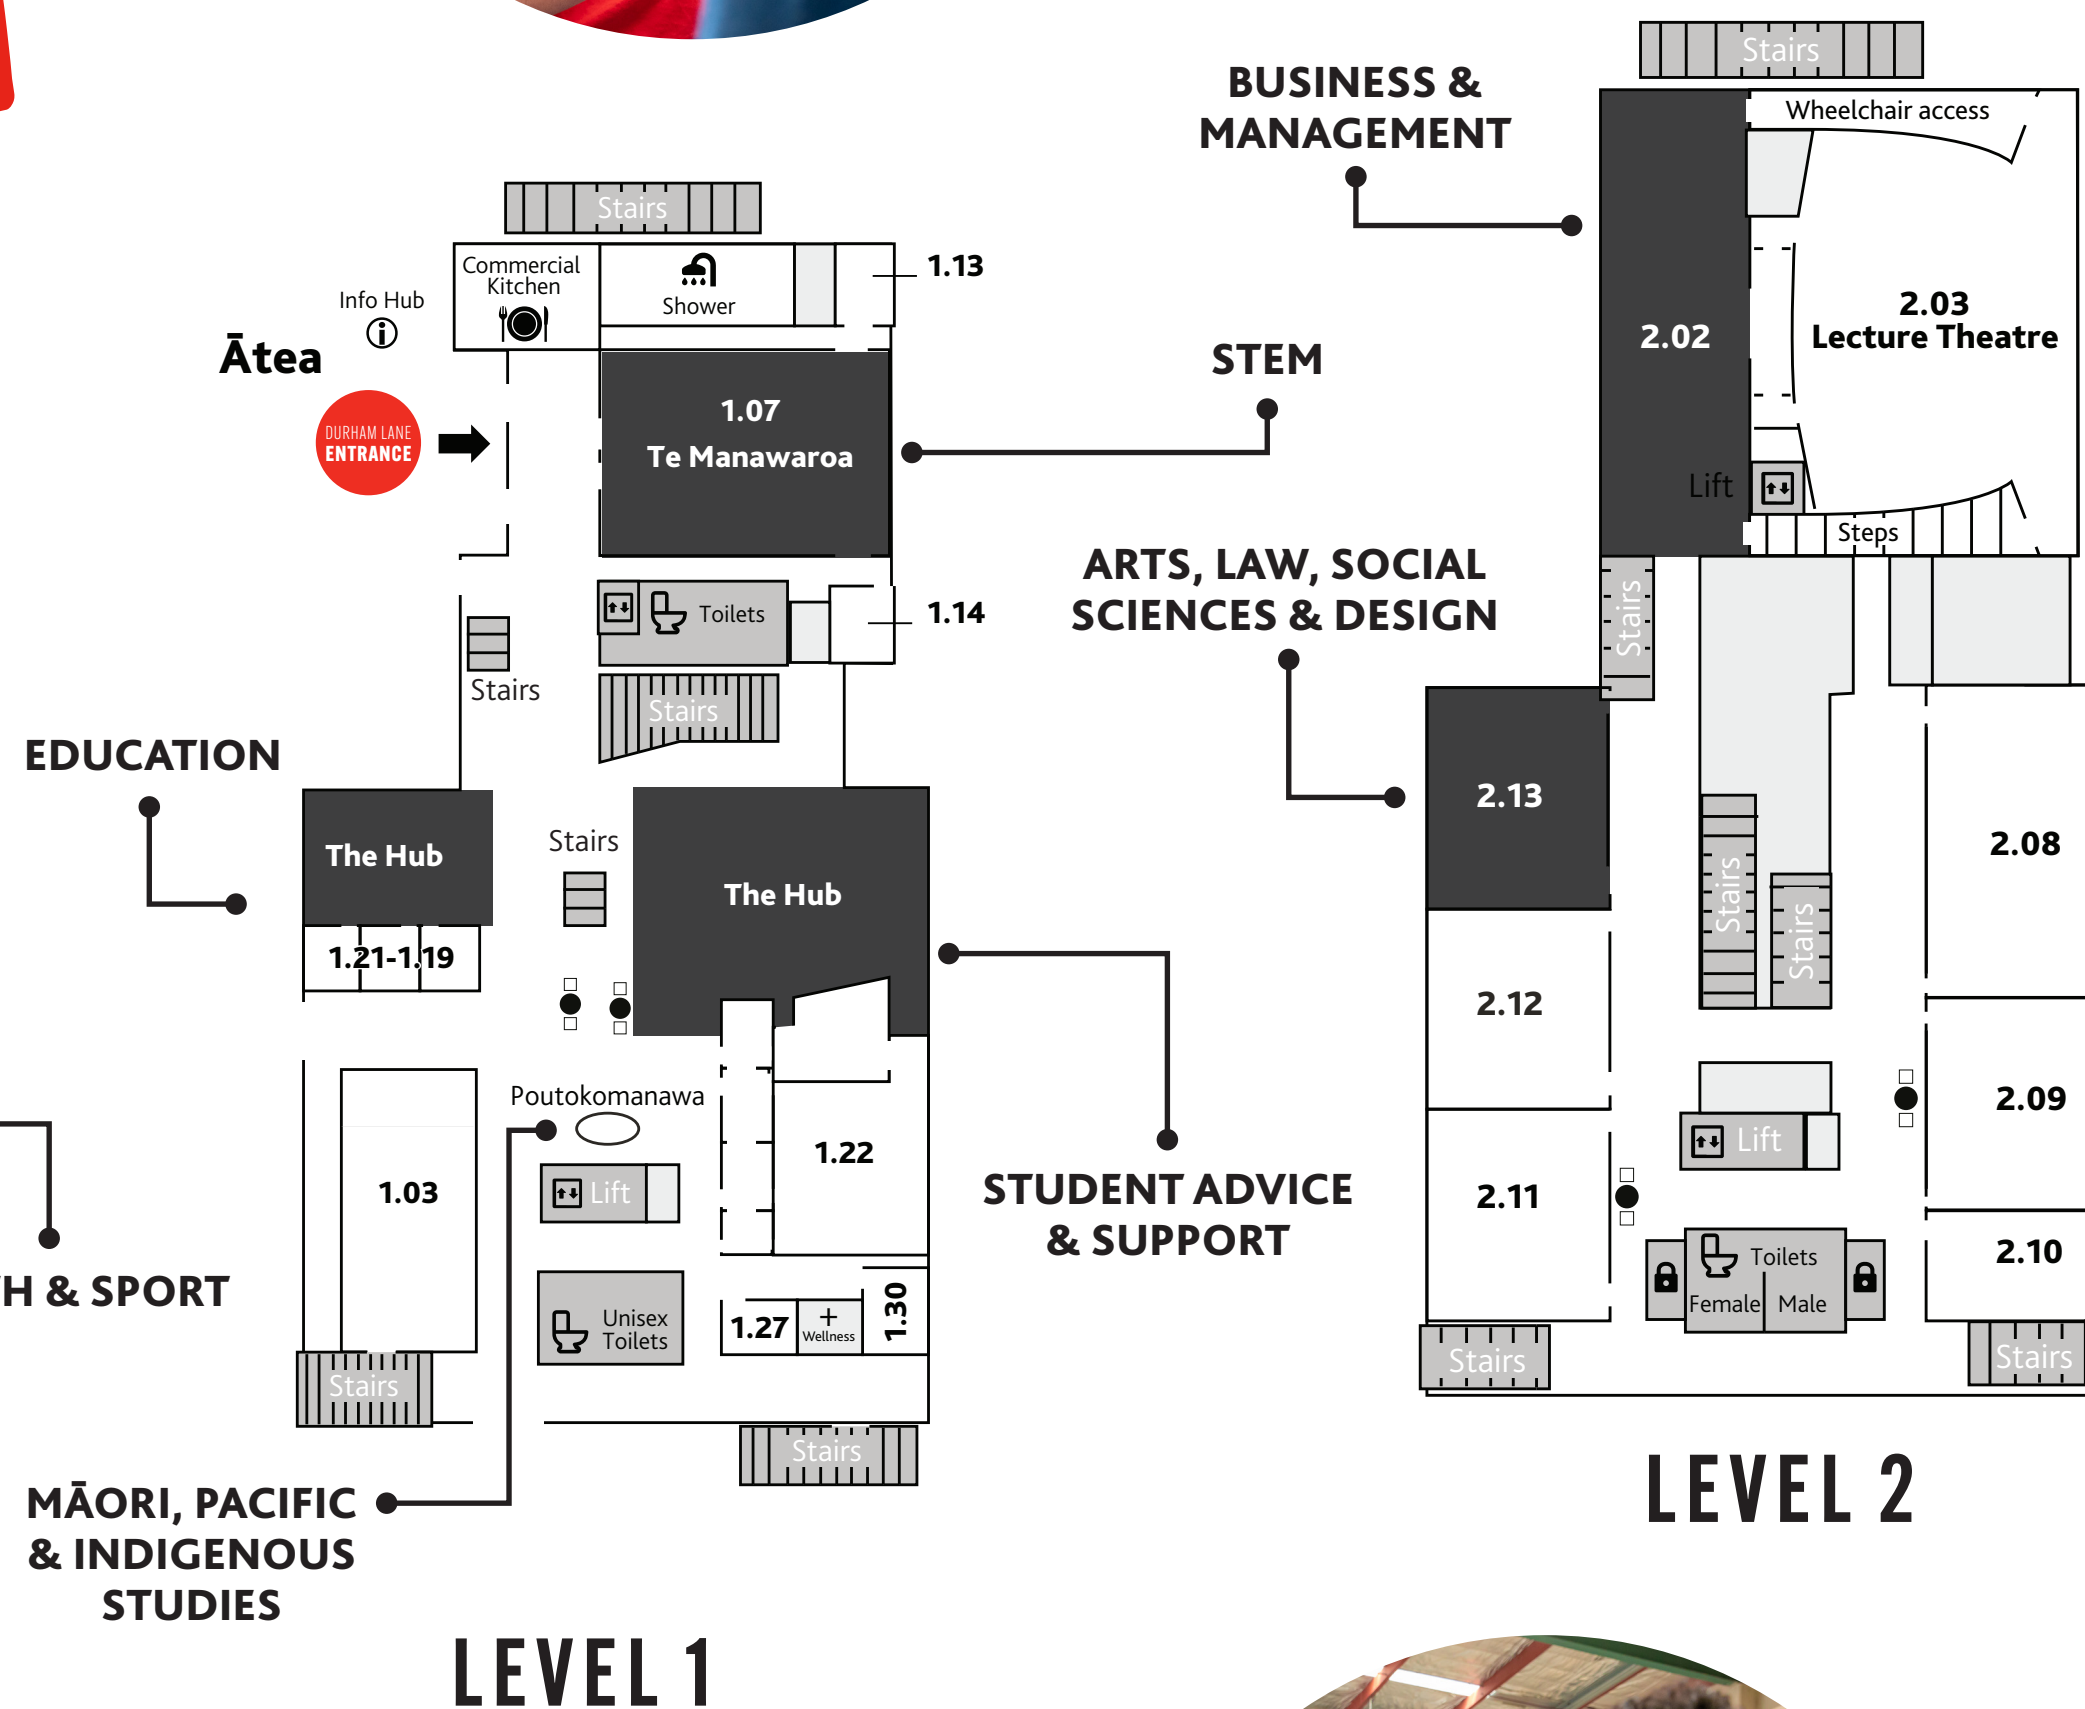 Stairs
Commercial
Kitchen
Shower
1.13
Info Hub
Ātea
DURHAM LANE
ENTRANCE
1.07
Te Manawaroa
STEM
Toilets
1.14
Stairs
Stairs
EDUCATION
The Hub
Stairs
The Hub
1.21-1.19
Poutokomanawa
1.03
Lift
1.22
STUDENT ADVICE
& SUPPORT
H & SPORT
Unisex
Toilets
1.27
Wellness
1.30
Stairs
Stairs
MĀORI, PACIFIC
& INDIGENOUS
STUDIES
LEVEL 1
BUSINESS &
MANAGEMENT
Stairs
Wheelchair access
2.02
2.03
Lecture Theatre
Lift
Steps
ARTS, LAW, SOCIAL
SCIENCES & DESIGN
Stairs
2.13
2.08
Stairs
Stairs
2.12
2.09
Lift
2.11
2.10
Toilets
Female
Male
Stairs
Stairs
LEVEL 2